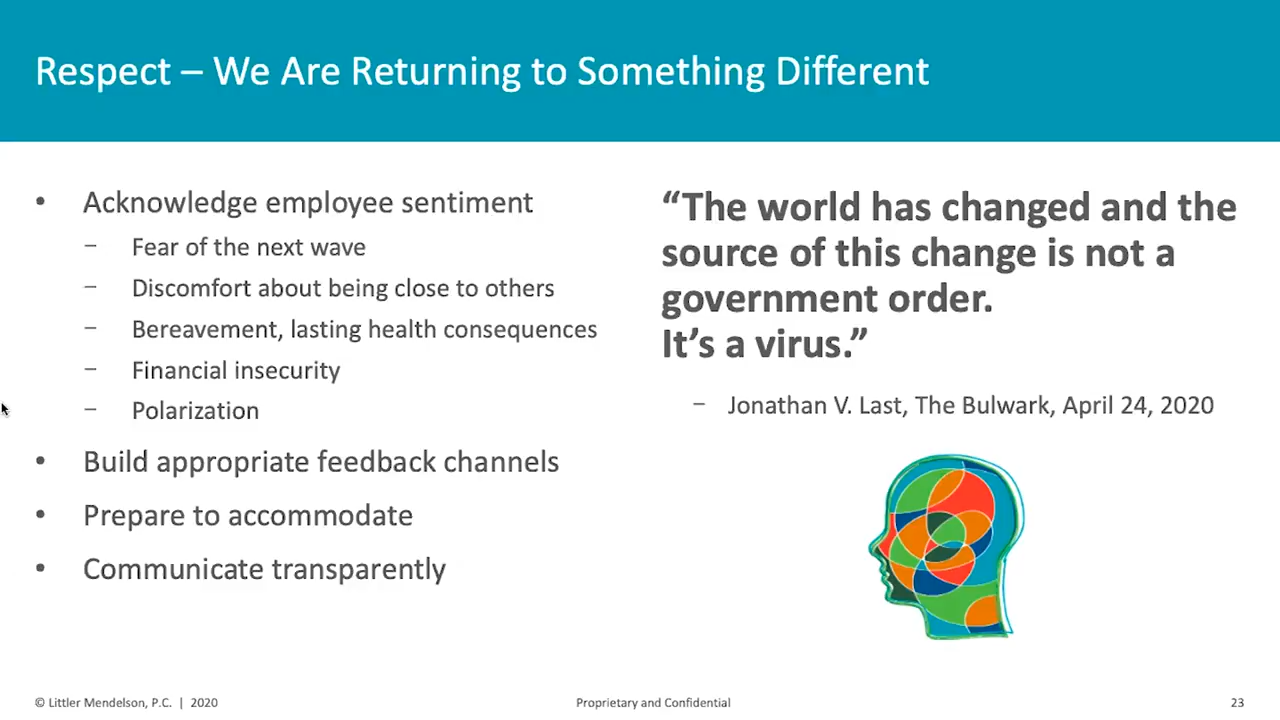 Respect – We Are Returning to Something Different
• Acknowledge employee sentiment
– Fear of the next wave
– Discomfort about being close to others
– Bereavement, lasting health consequences
– Financial insecurity
– Polarization
• Build appropriate feedback channels
• Prepare to accommodate
• Communicate transparently
“The world has changed and the
source of this change is not a
government order.
It’s a virus.”
– Jonathan V. Last, The Bulwark, April 24, 2020
© Littler Mendelson, P.C. | 2020
Proprietary and Confidential
23